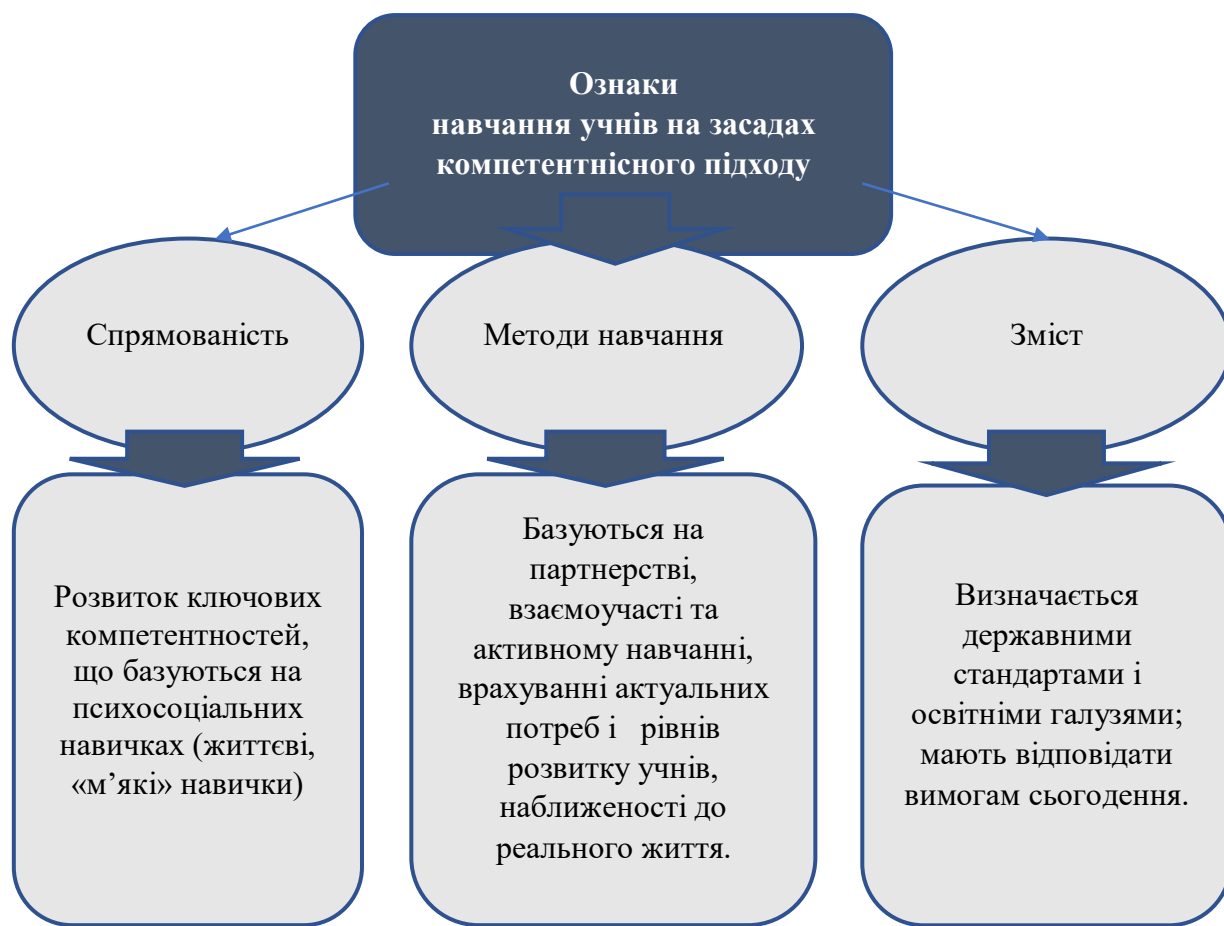 Ознаки
навчання учнів на засадах
компетентнісного підходу
Спрямованість
Методи навчання
Зміст
Розвиток ключових
компетентностей,
що базуються на
психосоціальних
навичках (життєві,
«м’які» навички)
Базуються на
партнерстві,
взаємоучасті та
активному навчанні,
врахуванні актуальних
потреб і рівнів
розвитку учнів,
наближеності до
реального життя.
Визначається
державними
стандартами і
освітніми галузями;
мають відповідати
вимогам сьогодення.